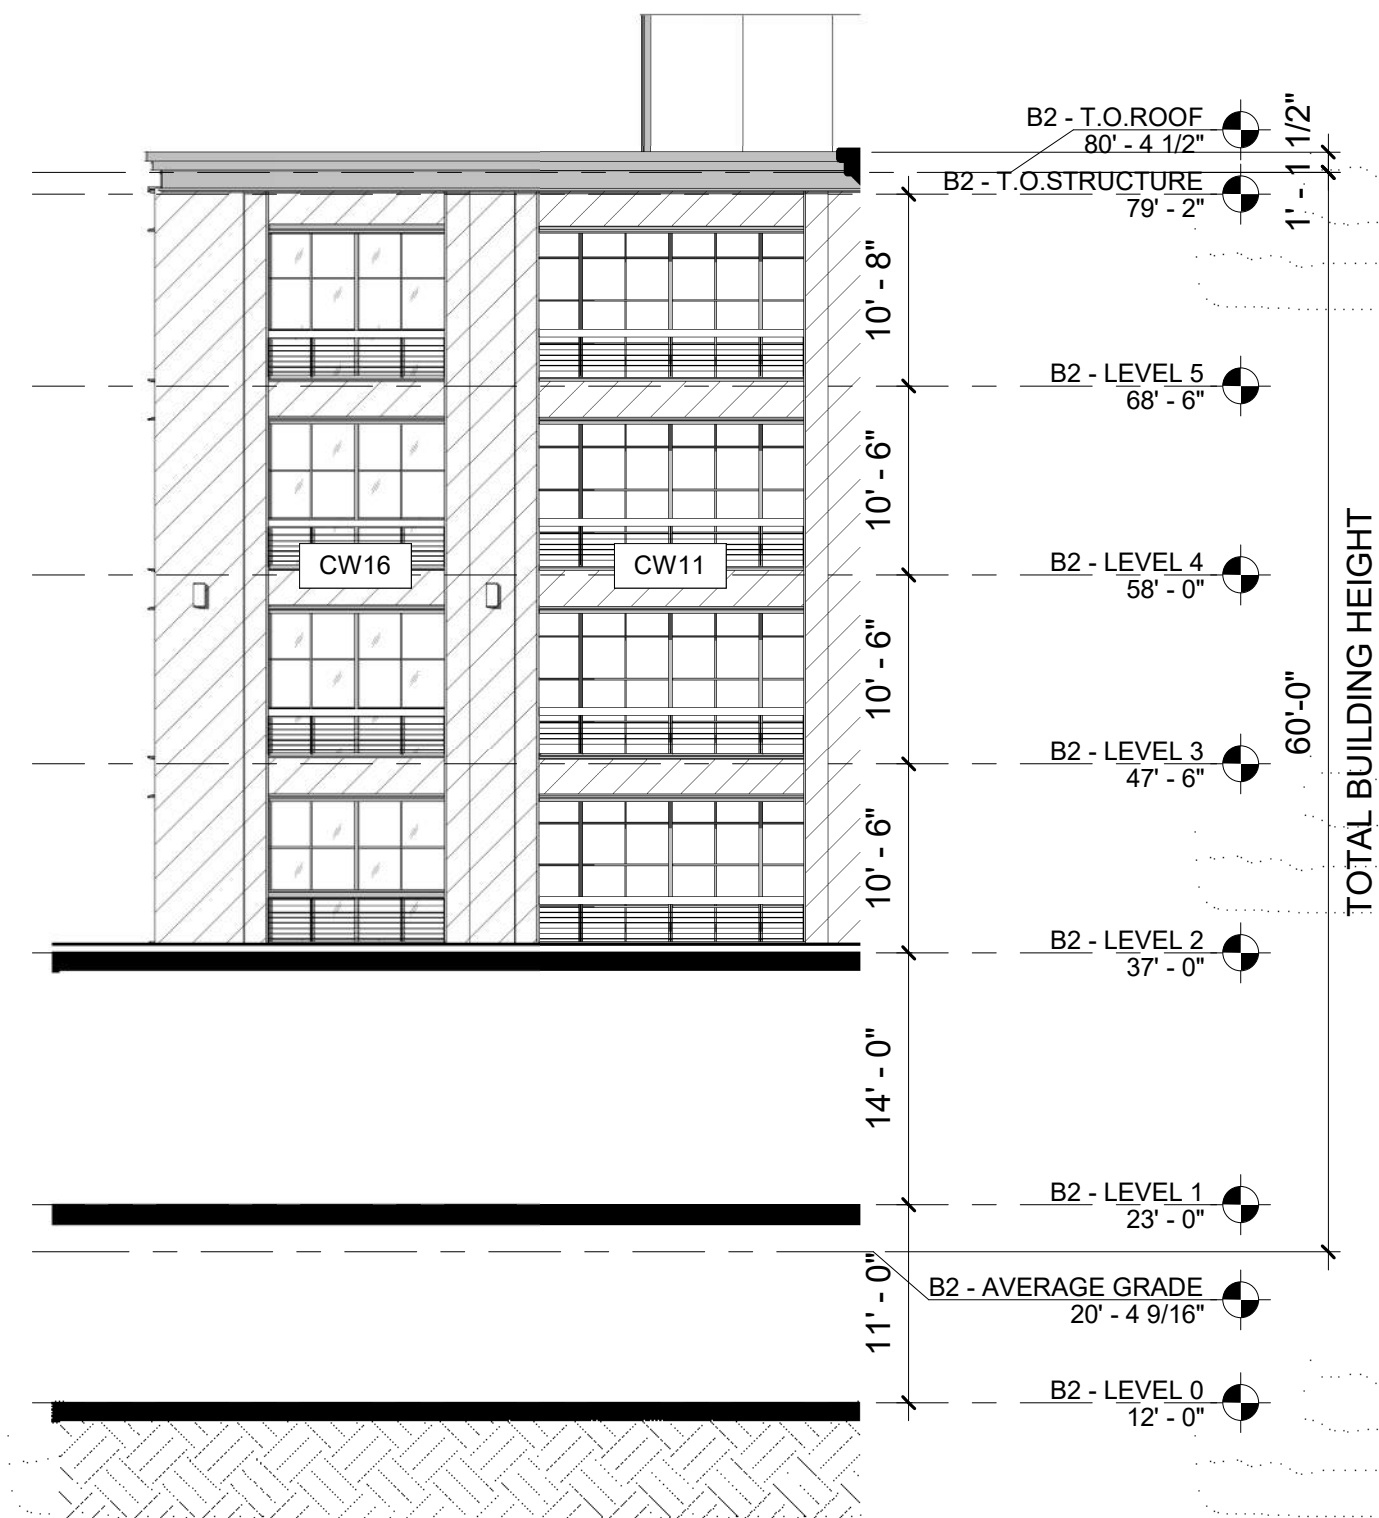 B2 - T.O.ROOF
80' - 4 1/2"
1' - 1 1/2"
B2 - T.O.STRUCTURE
79' - 2"
10' - 8"
B2 - LEVEL 5
68' - 6"
10' - 6"
CW16
CW11
B2 - LEVEL 4
58' - 0"
10' - 6"
60'-0"
TOTAL BUILDING HEIGHT
B2 - LEVEL 3
47' - 6"
10' - 6"
B2 - LEVEL 2
37' - 0"
14' - 0"
B2 - LEVEL 1
23' - 0"
11' - 0"
B2 - AVERAGE GRADE
20' - 4 9/16"
B2 - LEVEL 0
12' - 0"